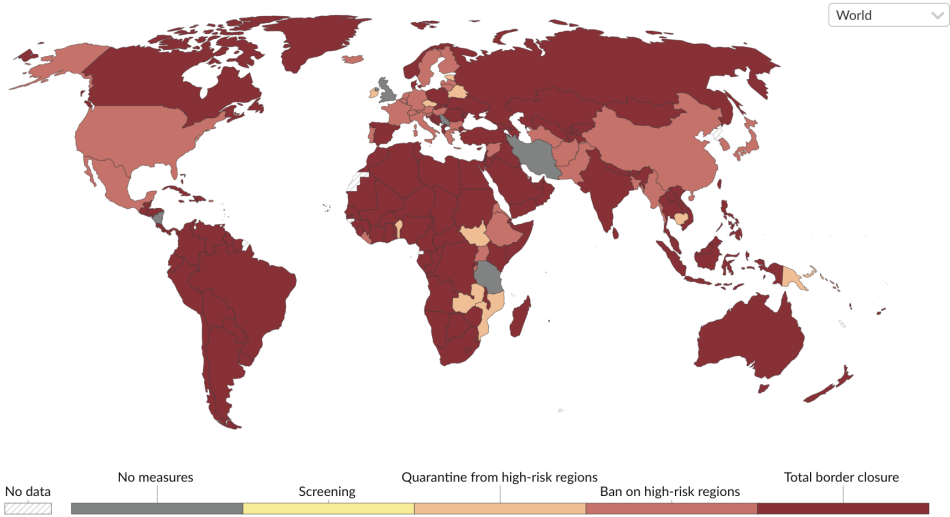 World
No measures
Quarantine from high-risk regions
Total border closure
No data
Screening
Ban on high-risk regions